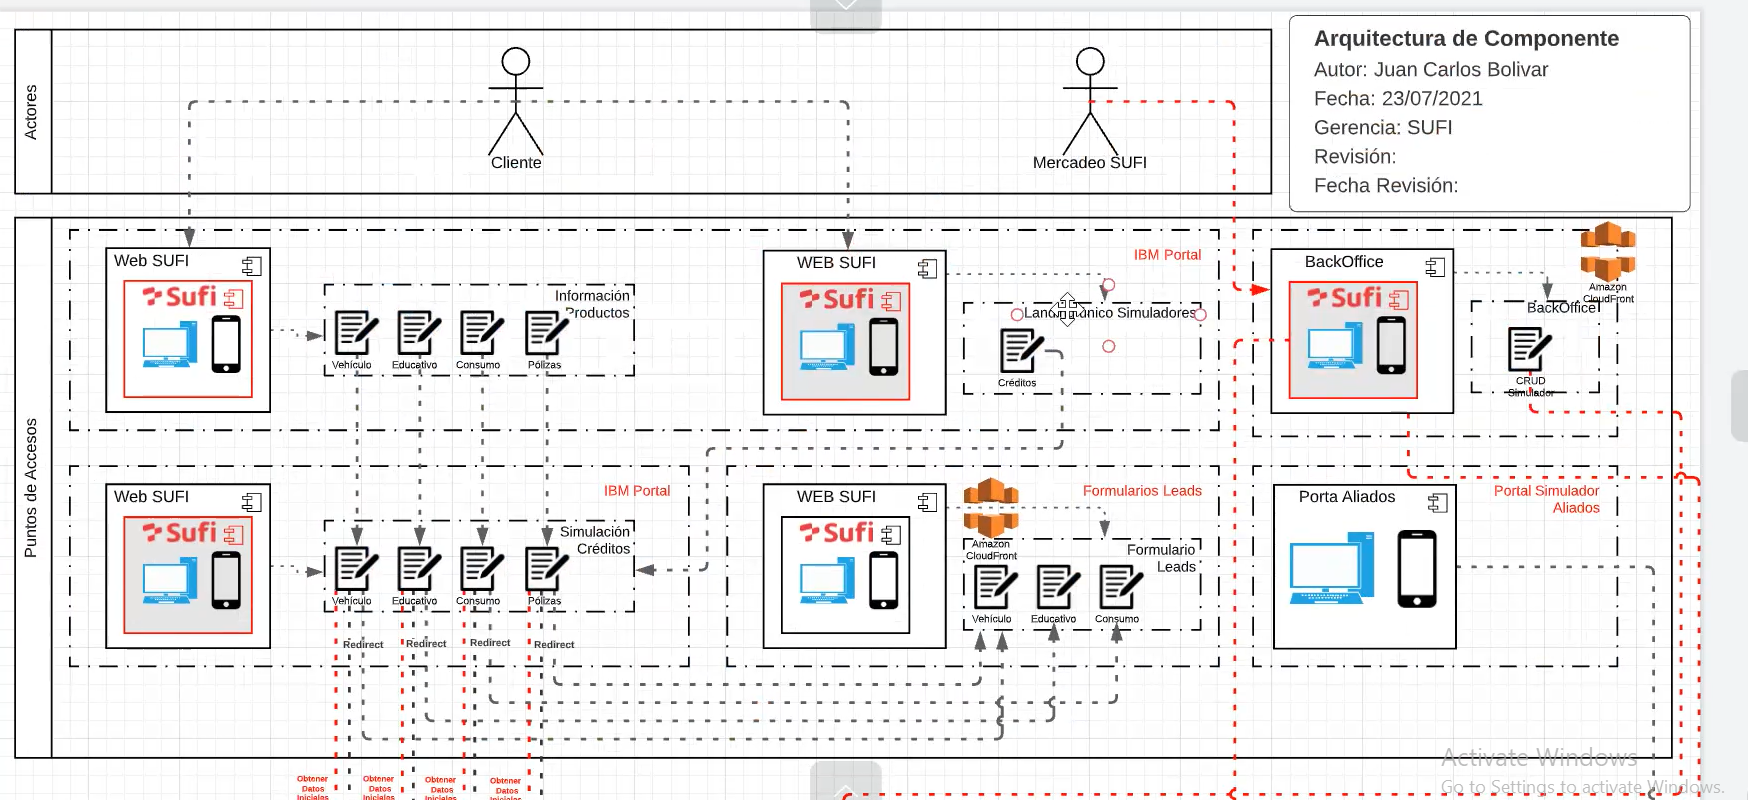 Arquitectura de Componente
Autor: Juan Carlos Bolivar
Fecha: 23/07/2021
Gerencia: SUFI
Revisión:
Fecha Revisión:
Actores
Cliente
Mercadeo SUFI
Puntos de Accesos
Web SUFI
Sufi
Información
Productos
Vehículo
Educativo
Consumo
Pólizas
WEB SUFI
Sufi
IBM Portal
Simuladores
Créditos
BackOffice
Sufi
Amazon
CloudFront
BackOffice
CRUD
Simulador
Web SUFI
Sufi
IBM Portal
Simulación
Créditos
Vehículo
Educativo
Consumo
Pólizas
Redirect
Redirect
Redirect
Redirect
WEB SUFI
Sufi
Amazon
CloudFront
Formularios Leads
Formulario
Leads
Vehículo
Educativo
Consumo
Porta Aliados
Portal Simulador
Aliados
Obtener
Datos
Iniciales
Obtener
Datos
Iniciales
Obtener
Datos
Iniciales
Obtener
Datos
Iniciales
Activate Windows
Go to Settings to activate Windows.